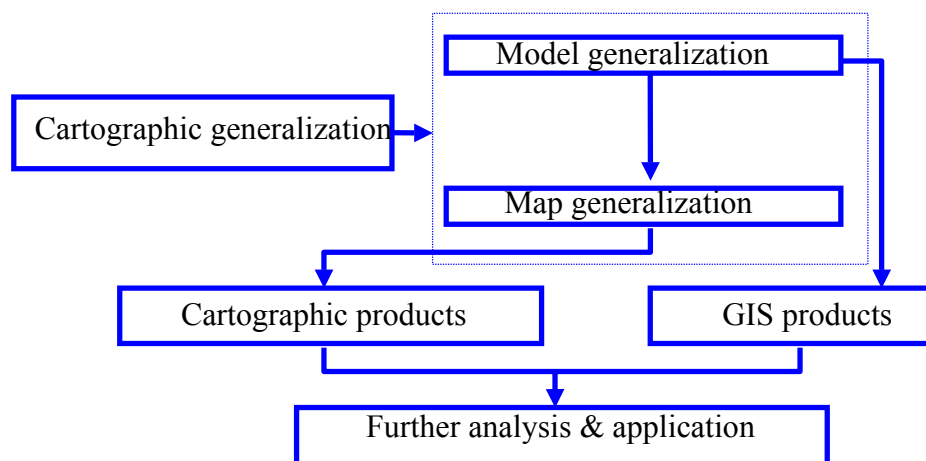 Model generalization
Cartographic generalization
Map generalization
Cartographic products
GIS products
Further analysis & application